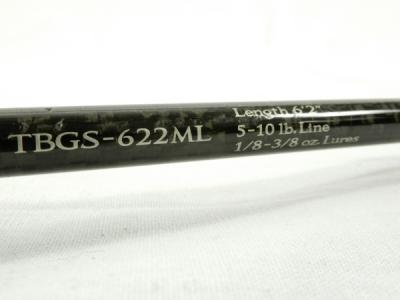 TBGS-622ML
Length 6'2"
5-10 lb. Line
1/8-3/8 oz. Lures